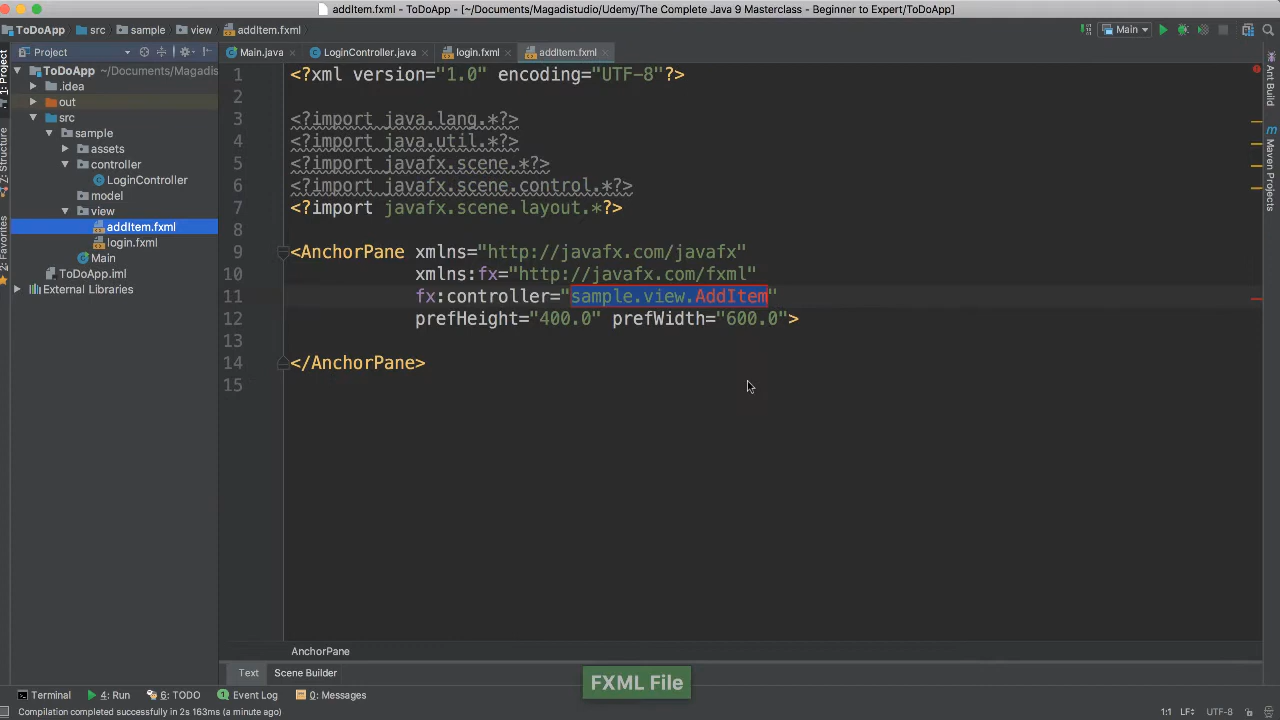 addItem.fxml - ToDoApp - [~/Documents/Magadistudio/Udemy/The Complete Java 9 Masterclass - Beginner to Expert/ToDoApp]
ToDoApp src sample view addItem.fxml Main
Project Main.java LoginController.java login.fxml addItem.fxml
1: Project
Z: Structure
2: Favorites
ToDoApp ~/Documents/Magadis
.idea
out
src
sample
assets
controller
LoginController
model
view
addItem.fxml
login.fxml
Main
ToDoApp.iml
External Libraries
1 <?xml version="1.0" encoding="UTF-8"?>
2
3 <?import java.lang.*?>
4 <?import java.util.*?>
5 <?import javafx.scene.*?>
6 <?import javafx.scene.control.*?>
7 <?import javafx.scene.layout.*?>
8
9 <AnchorPane xmlns="http://javafx.com/javafx"
10 xmlns:fx="http://javafx.com/fxml"
11 fx:controller="sample.view.AddItem"
12 prefHeight="400.0" prefWidth="600.0">
13
14 </AnchorPane>
15
Ant Build
m Maven Projects
AnchorPane
Text Scene Builder
FXML File
Terminal 4: Run 6: TODO Event Log 0: Messages
Compilation completed successfully in 2s 163ms (a minute ago) 1:1 LF÷ UTF-8